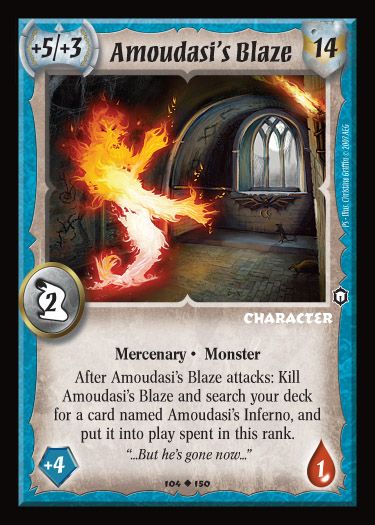 +5/+3
Amoudasi's Blaze
14
2
CHARACTER
Mercenary • Monster
After Amoudasi's Blaze attacks: Kill
Amoudasi's Blaze and search your deck
for a card named Amoudasi's Inferno, and
put it into play spent in this rank.
"...But he's gone now..."
+4
104 ◆ 150
1